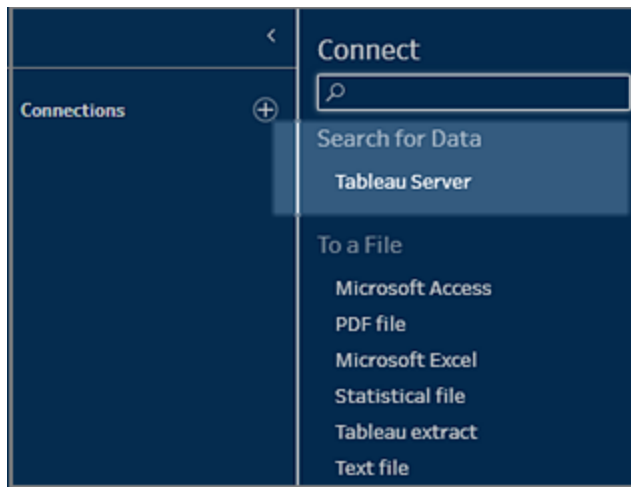 Connections
Connect
Search for Data
Tableau Server
To a File
Microsoft Access
PDF file
Microsoft Excel
Statistical file
Tableau extract
Text file